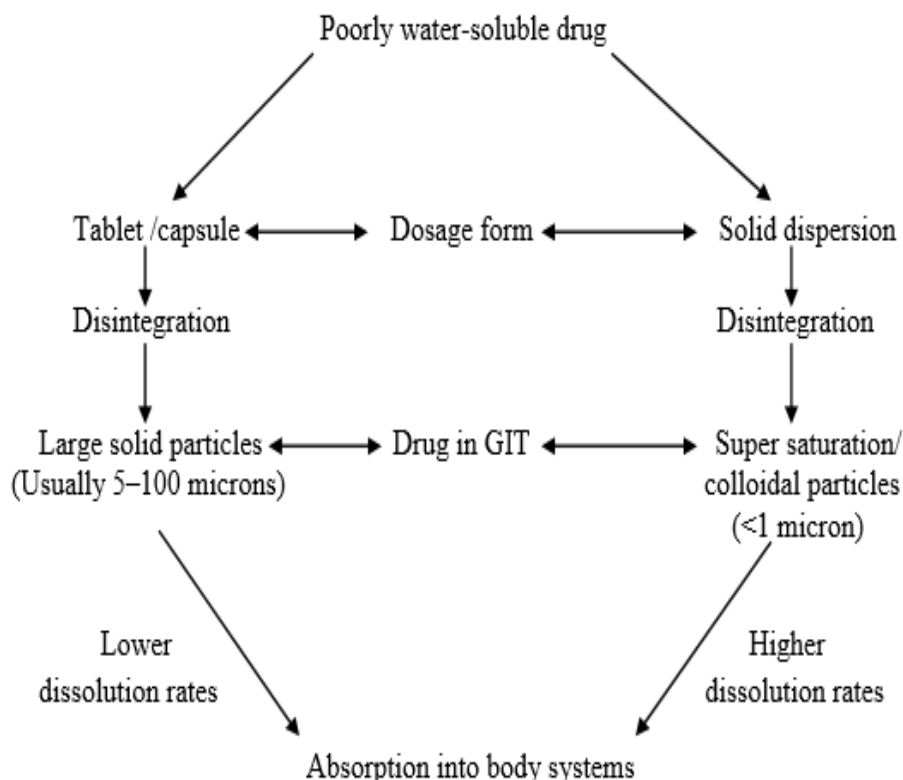 Poorly water-soluble drug
Tablet /capsule
Dosage form
Solid dispersion
Disintegration
Disintegration
Large solid particles
(Usually 5–100 microns)
Drug in GIT
Super saturation/
colloidal particles
(<1 micron)
Lower
dissolution rates
Higher
dissolution rates
Absorption into body systems